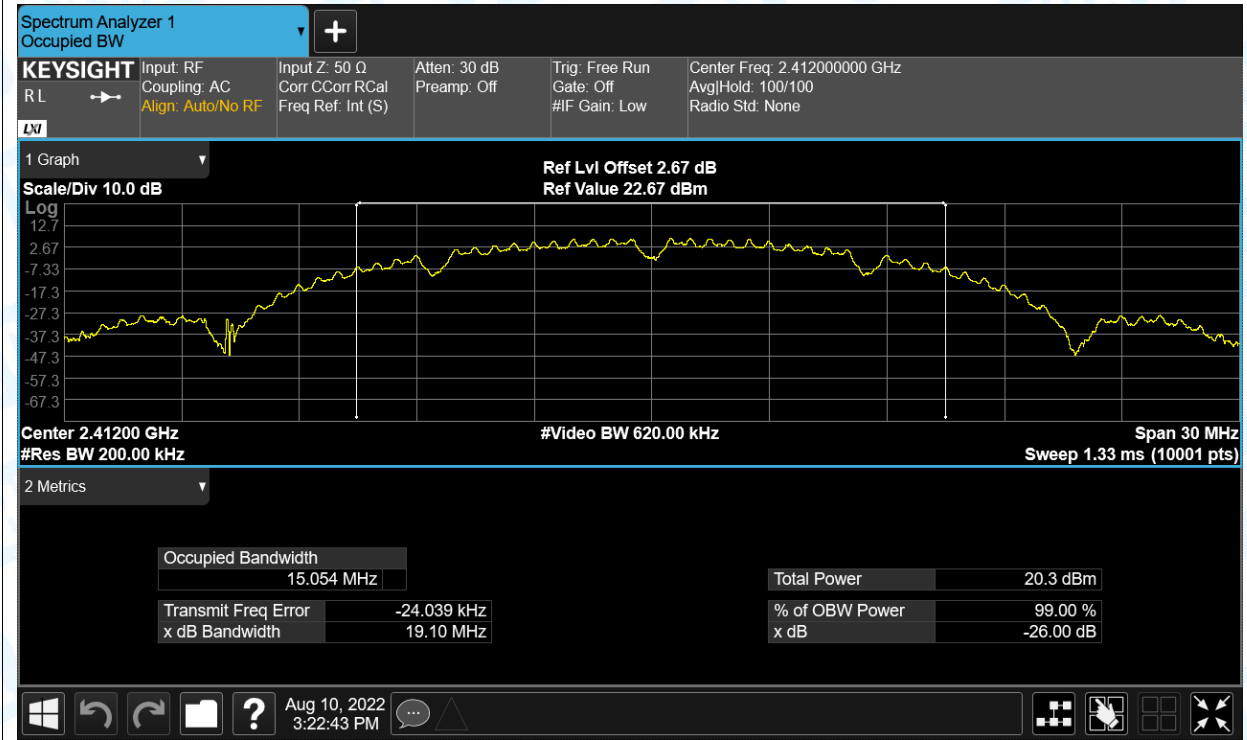 Spectrum Analyzer 1
Occupied BW
+
KEYSIGHT
R L
LXI
Input: RF
Coupling: AC
Align: Auto/No RF
Input Z: 50 Ω
Corr CCorr RCal
Freq Ref: Int (S)
Atten: 30 dB
Preamp: Off
Trig: Free Run
Gate: Off
#IF Gain: Low
Center Freq: 2.412000000 GHz
Avg|Hold: 100/100
Radio Std: None
1 Graph
Ref Lvl Offset 2.67 dB
Scale/Div 10.0 dB
Ref Value 22.67 dBm
Log
12.7
2.67
-7.33
-17.3
-27.3
-37.3
-47.3
-57.3
-67.3
Center 2.41200 GHz
#Video BW 620.00 kHz
Span 30 MHz
#Res BW 200.00 kHz
Sweep 1.33 ms (10001 pts)
2 Metrics
Occupied Bandwidth
15.054 MHz
Total Power 20.3 dBm
Transmit Freq Error -24.039 kHz
% of OBW Power 99.00 %
x dB Bandwidth 19.10 MHz
x dB -26.00 dB
?
Aug 10, 2022
3:22:43 PM